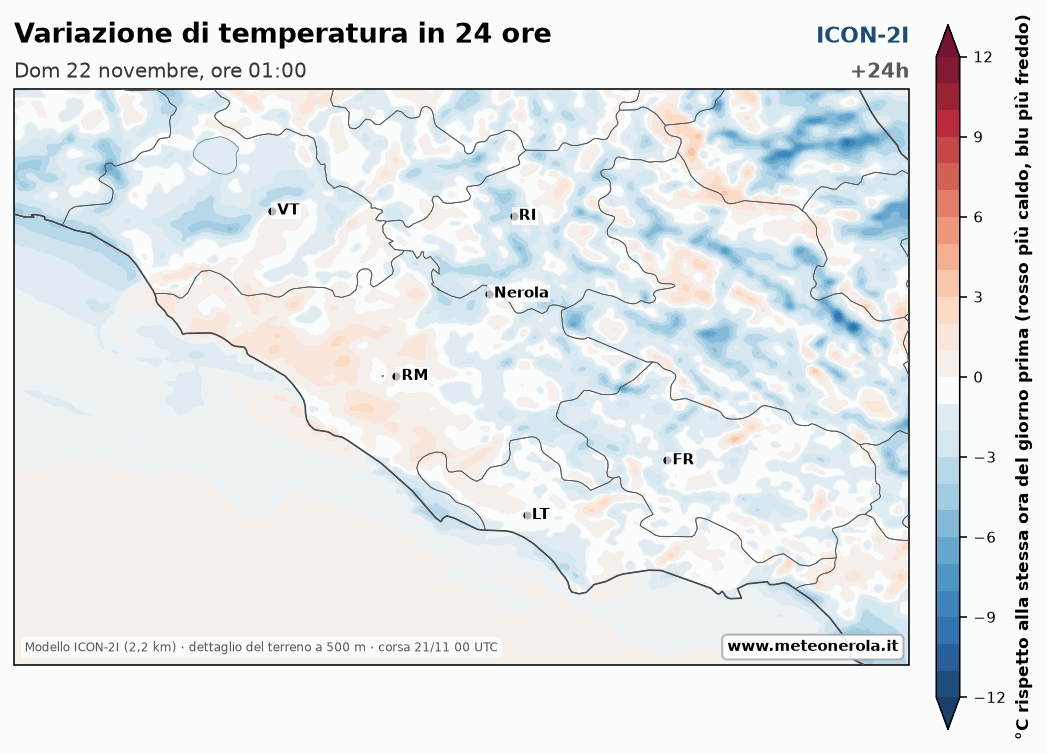 Variazione di temperatura in 24 ore
ICON-2I
Dom 22 novembre, ore 01:00
+24h
VT
RI
Nerola
RM
FR
LT
Modello ICON-2I (2,2 km) · dettaglio del terreno a 500 m · corsa 21/11 00 UTC
www.meteonerola.it
12
9
6
3
0
−3
−6
−9
−12
°C rispetto alla stessa ora del giorno prima (rosso più caldo, blu più freddo)